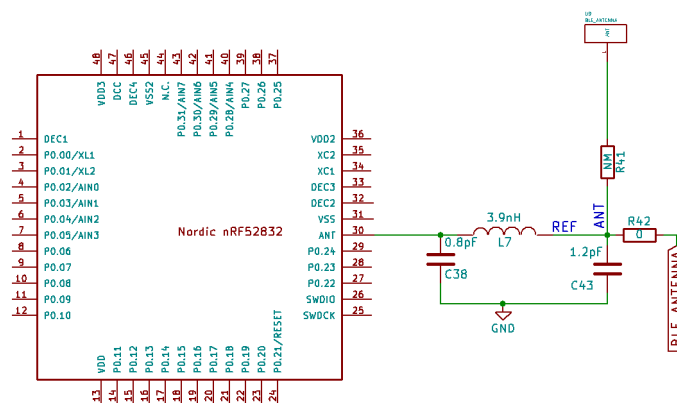 U8
BLE_ANTENNA
ANT
48 47 46 45 44 43 42 41 40 39 38 37
VDD3 DCC DEC4 VSS2 N.C. P0.31/AIN7 P0.30/AIN6 P0.29/AIN5 P0.28/AIN4 P0.27 P0.26 P0.25
1 DEC1
2 P0.00/XL1
3 P0.01/XL2
4 P0.02/AIN0
5 P0.03/AIN1
6 P0.04/AIN2
7 P0.05/AIN3
8 P0.06
9 P0.07
10 P0.08
11 P0.09
12 P0.10
Nordic nRF52832
VDD2 36
XC2 35
XC1 34
DEC3 33
DEC2 32
VSS 31
ANT 30
P0.24 29
P0.23 28
P0.22 27
SWDIO 26
SWDCK 25
VDD P0.11 P0.12 P0.13 P0.14 P0.15 P0.16 P0.17 P0.18 P0.19 P0.20 P0.21/RESET
13 14 15 16 17 18 19 20 21 22 23 24
NM
R41
3.9nH
L7
REF
ANT
R42
0
0.8pF
C38
1.2pF
C43
GND
BLE_ANTENNA